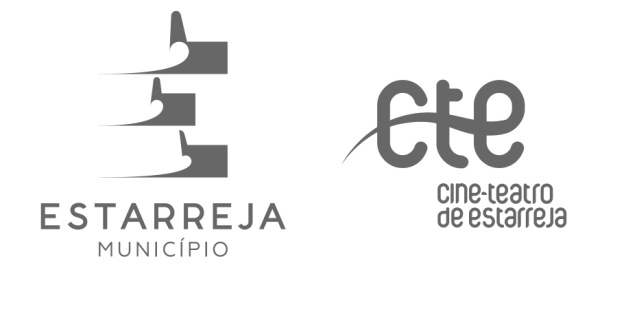 ESTARREJA
MUNICÍPIO
cte
cine-teatro
de estarreja